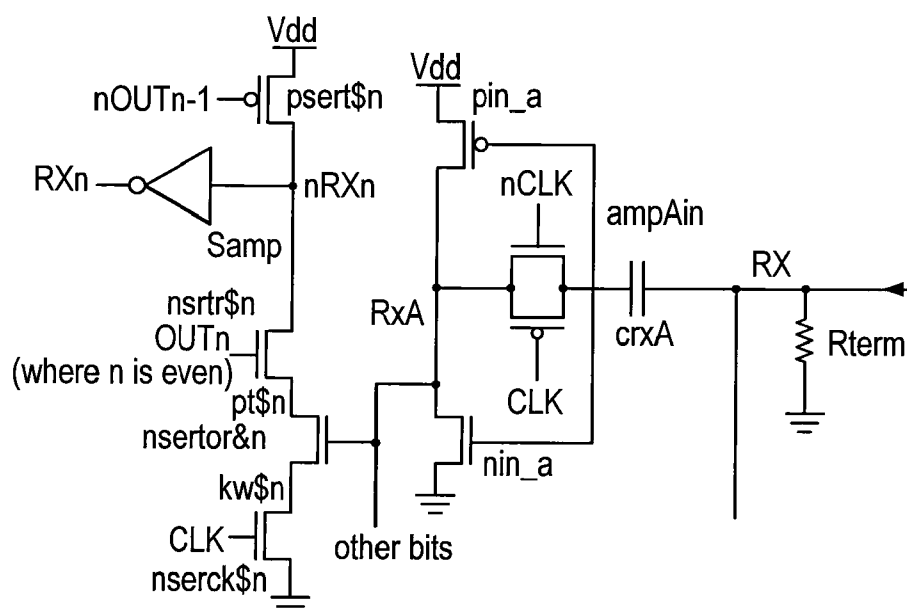 Vdd
nOUTn-1
psert$n
RXn
nRXn
Samp
nsrtr$n
OUTn
(where n is even)
pt$n
nsertor&n
kw$n
CLK
nserck$n
Vdd
pin_a
nCLK
ampAin
RxA
CLK
crxA
nin_a
other bits
RX
Rterm